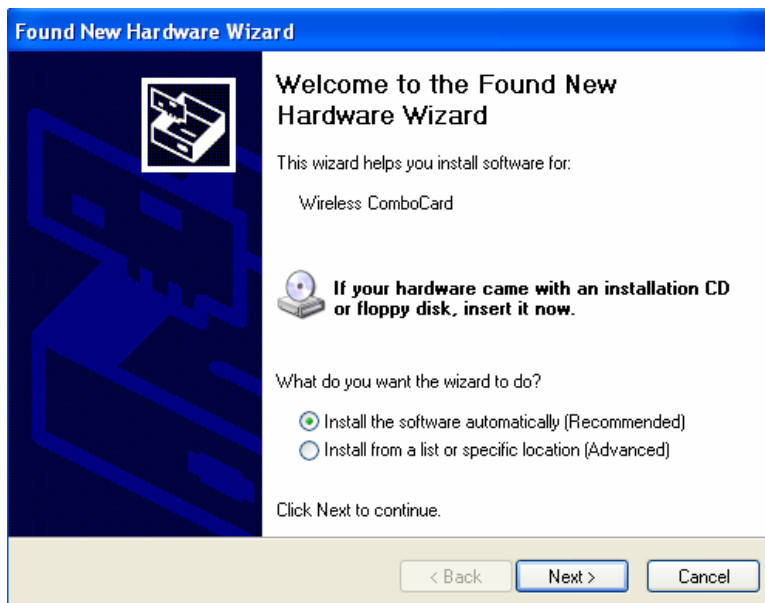 Found New Hardware Wizard
Welcome to the Found New
Hardware Wizard
This wizard helps you install software for:
Wireless ComboCard
If your hardware came with an installation CD
or floppy disk, insert it now.
What do you want the wizard to do?
Install the software automatically (Recommended)
Install from a list or specific location (Advanced)
Click Next to continue.
< Back
Next >
Cancel